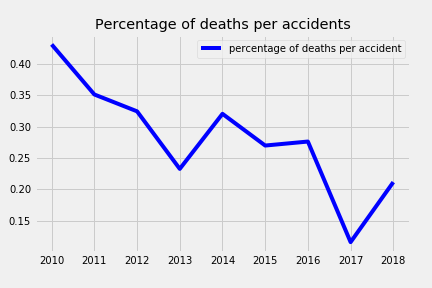 Percentage of deaths per accidents
percentage of deaths per accident
0.40
0.35
0.30
0.25
0.20
0.15
2010 2011 2012 2013 2014 2015 2016 2017 2018